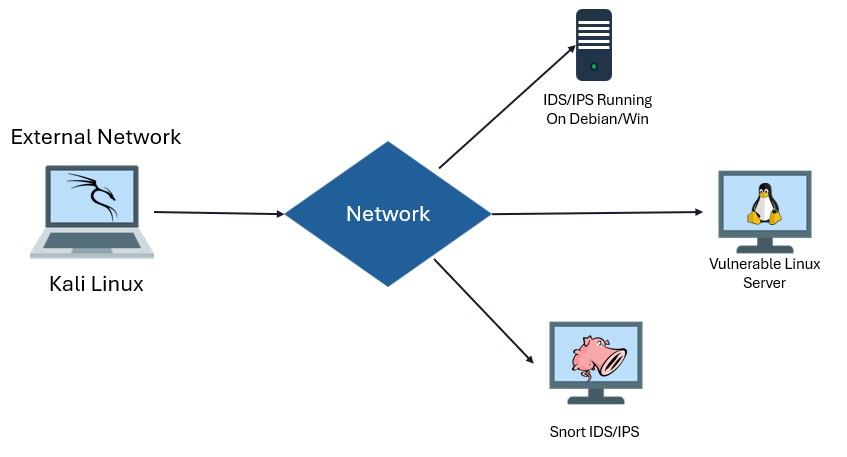 External Network
Kali Linux
Network
IDS/IPS Running
On Debian/Win
Vulnerable Linux
Server
Snort IDS/IPS